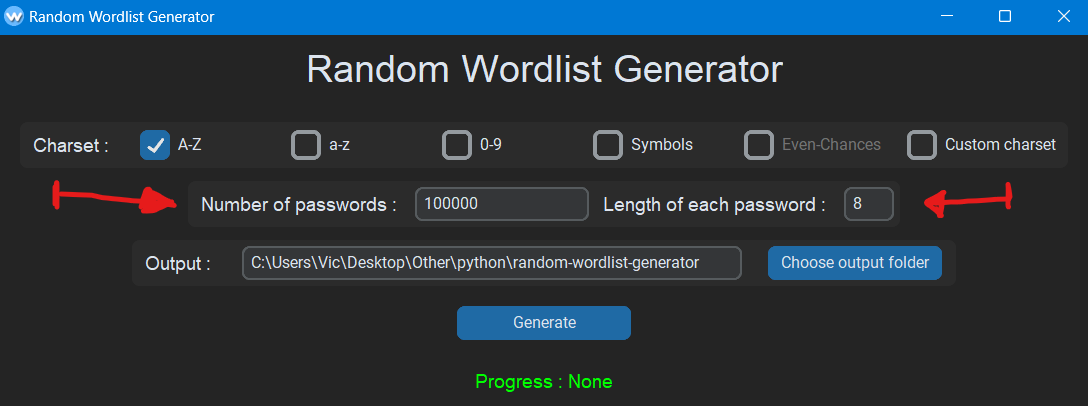 Random Wordlist Generator
Random Wordlist Generator
Charset : A-Z a-z 0-9 Symbols Even-Chances Custom charset
Number of passwords : 100000 Length of each password : 8
Output : C:\Users\Vic\Desktop\Other\python\random-wordlist-generator Choose output folder
Generate
Progress : None